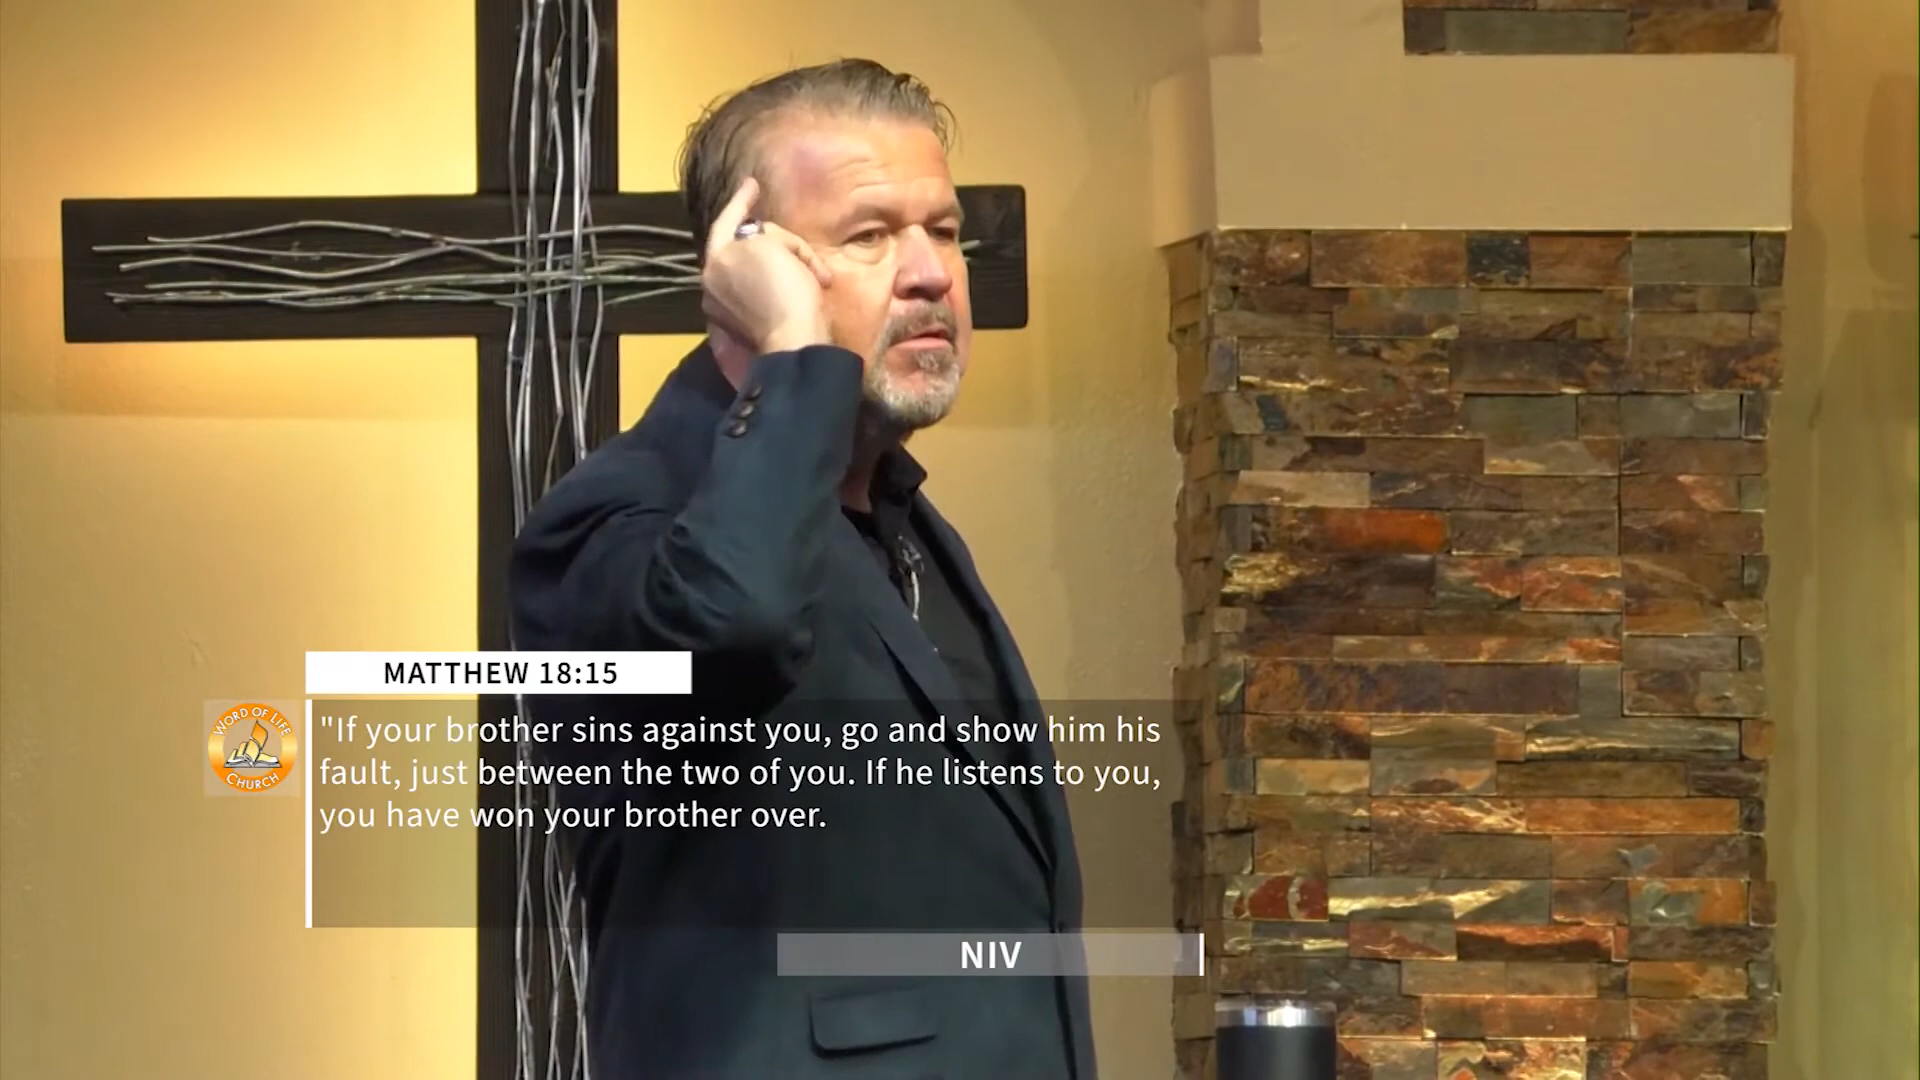 MATTHEW 18:15
WORD OF LIFE
CHURCH
"If your brother sins against you, go and show him his
fault, just between the two of you. If he listens to you,
you have won your brother over.
NIV